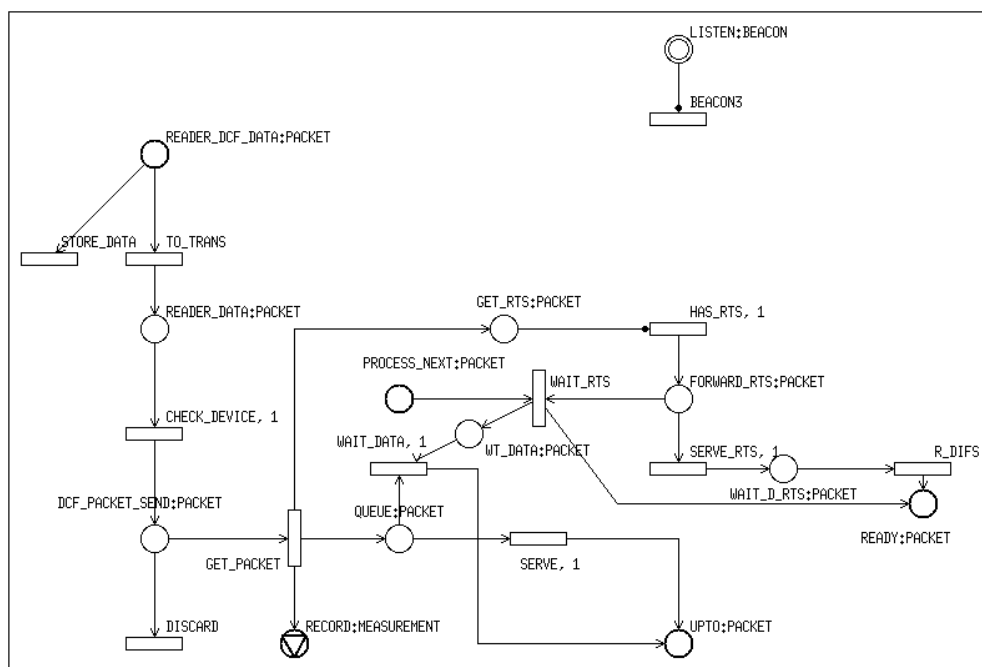 LISTEN:BEACON
BEACON3
READER_DCF_DATA:PACKET
STORE_DATA
TO_TRANS
READER_DATA:PACKET
GET_RTS:PACKET
HAS_RTS, 1
PROCESS_NEXT:PACKET
WAIT_RTS
FORWARD_RTS:PACKET
CHECK_DEVICE, 1
WAIT_DATA, 1
WT_DATA:PACKET
SERVE_RTS, 1
R_DIFS
WAIT_D_RTS:PACKET
DCF_PACKET_SEND:PACKET
QUEUE:PACKET
READY:PACKET
GET_PACKET
SERVE, 1
DISCARD
RECORD:MEASUREMENT
UPTO:PACKET